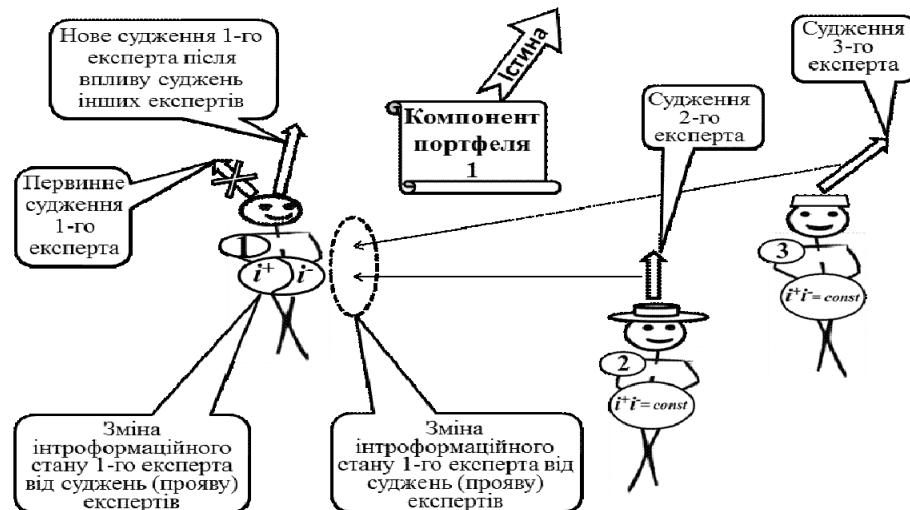 Нове судження 1-го
експерта після
впливу суджень
інших експертів
Істина
Компонент
портфеля
1
Судження
2-го
експерта
Судження
3-го експерта
Первинне
судження
1-го
експерта
1
i⁺ i⁻
2
i⁺i⁻= const
3
i⁺i⁻= const
Зміна
інтроформаційного
стану 1-го експерта
від суджень (прояву)
експертів
Зміна
інтроформаційного
стану 1-го експерта від
суджень (прояву)
експертів